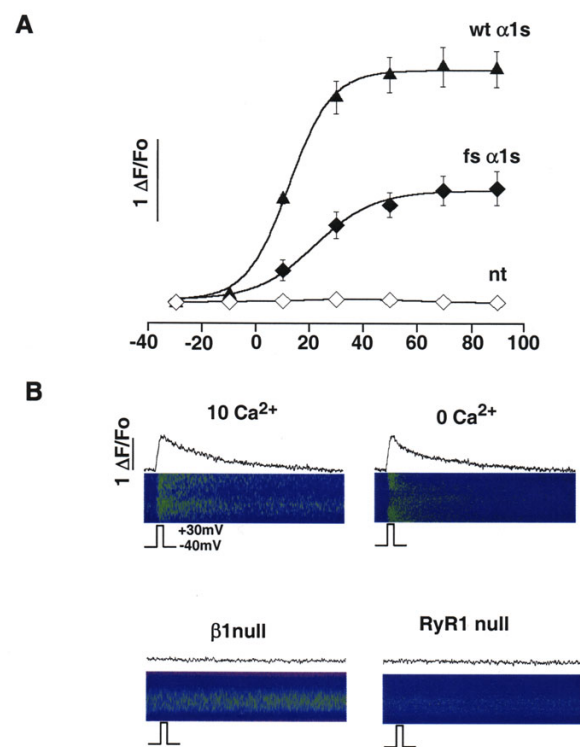 A
wt α1s
1 ΔF/Fo
fs α1s
nt
-40 -20 0 20 40 60 80 100
B
10 Ca2+
0 Ca2+
1 ΔF/Fo
+30mV
-40mV
β1null
RyR1 null